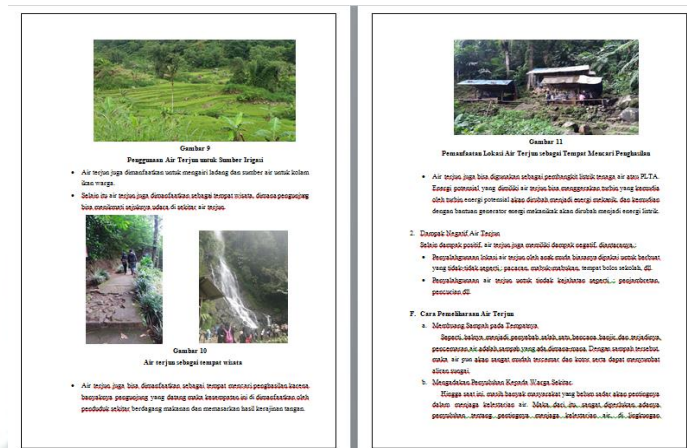 Gambar 9
Penggunaan Air Terjun untuk Sumber Irigasi
• Air terjun juga dimanfaatkan untuk mengairi ladang dan sumber air untuk kolam
ikan warga.
• Selain itu air terjun juga dimanfaatkan sebagai tempat wisata, dimana pengunjung
bisa menikmati sejuknya udara di sekitar air terjun.
Gambar 10
Air terjun sebagai tempat wisata
• Air terjun juga bisa dimanfaatkan sebagai tempat mencari penghasilan karena
banyaknya pengunjung yang datang maka kesempatan ini di dimanfaatkan oleh
penduduk sekitar berdagang makanan dan memasarkan hasil kerajinan tangan.
Gambar 11
Pemanfaatan Lokasi Air Terjun sebagai Tempat Mencari Penghasilan
• Air terjun juga bisa digunakan sebagai pembangkit listrik tenaga air atau PLTA.
Energi potensial yang dimiliki air terjun bisa menggerakan turbin yang kemudia
oleh turbin energi potensial akan dirubah menjadi energi mekanik, dan kemudian
dengan bantuan generator energi mekanikak akan dirubah menjadi energi listrik.
2. Dampak Negatif Air Terjun
Selain dampak positif, air terjun juga memiliki dampak negatif, diantaranya :
• Penyalahgunaan lokasi air terjun oleh anak muda biasanya dipakai untuk berbuat
yang tidak-tidak seperti : pacaran, mabuk-mabukan, tempat bolos sekolah, dll
• Penyalahgunaan air terjun untuk tindak kejahatan seperti : penjambretan,
pencurian dll
F. Cara Pemeliharaan Air Terjun
a. Membuang Sampah pada Tempatnya
Seperti halnya menjadi penyebab salah satu bencana banjir dan terjadinya
pencemaran air adalah sampah yang ada dimana-mana. Dengan sampah tersebut,
maka air pun akan sangat mudah tercemar dan kotor serta dapat menyumbat
aliran sungai.
b. Mengadakan Penyuluhan Kepada Warga Sekitar
Hingga saat ini, masih banyak masyarakat yang belum sadar akan pentingnya
dalam menjaga kelestarian air. Maka dari itu, sangat diperlukan adanya
penyuluhan tentang pentingnya menjaga kelestarian air, di lingkungan